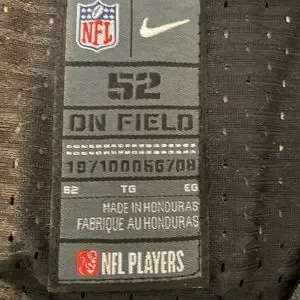 NFL
52
ON FIELD
52 TG EG
MADE IN HONDURAS
FABRIQUE AU HONDURAS
NFL PLAYERS